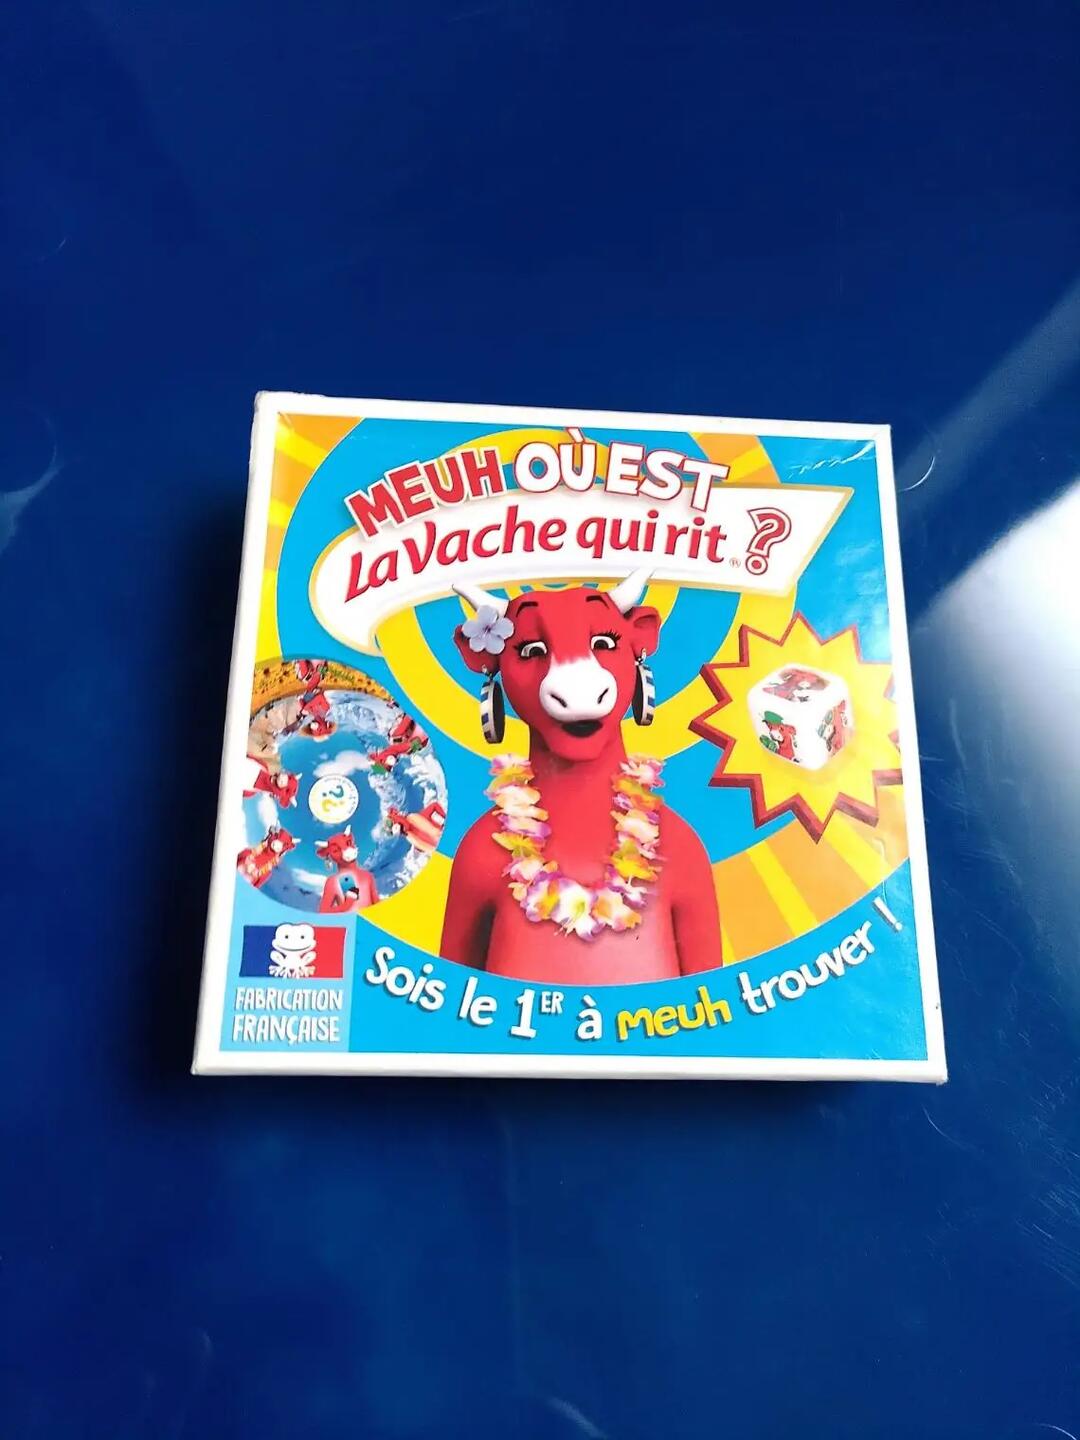 MEUH OÙ EST
La Vache qui rit ® ?
??
Sois le 1ER à meuh trouver !
FABRICATION
FRANÇAISE